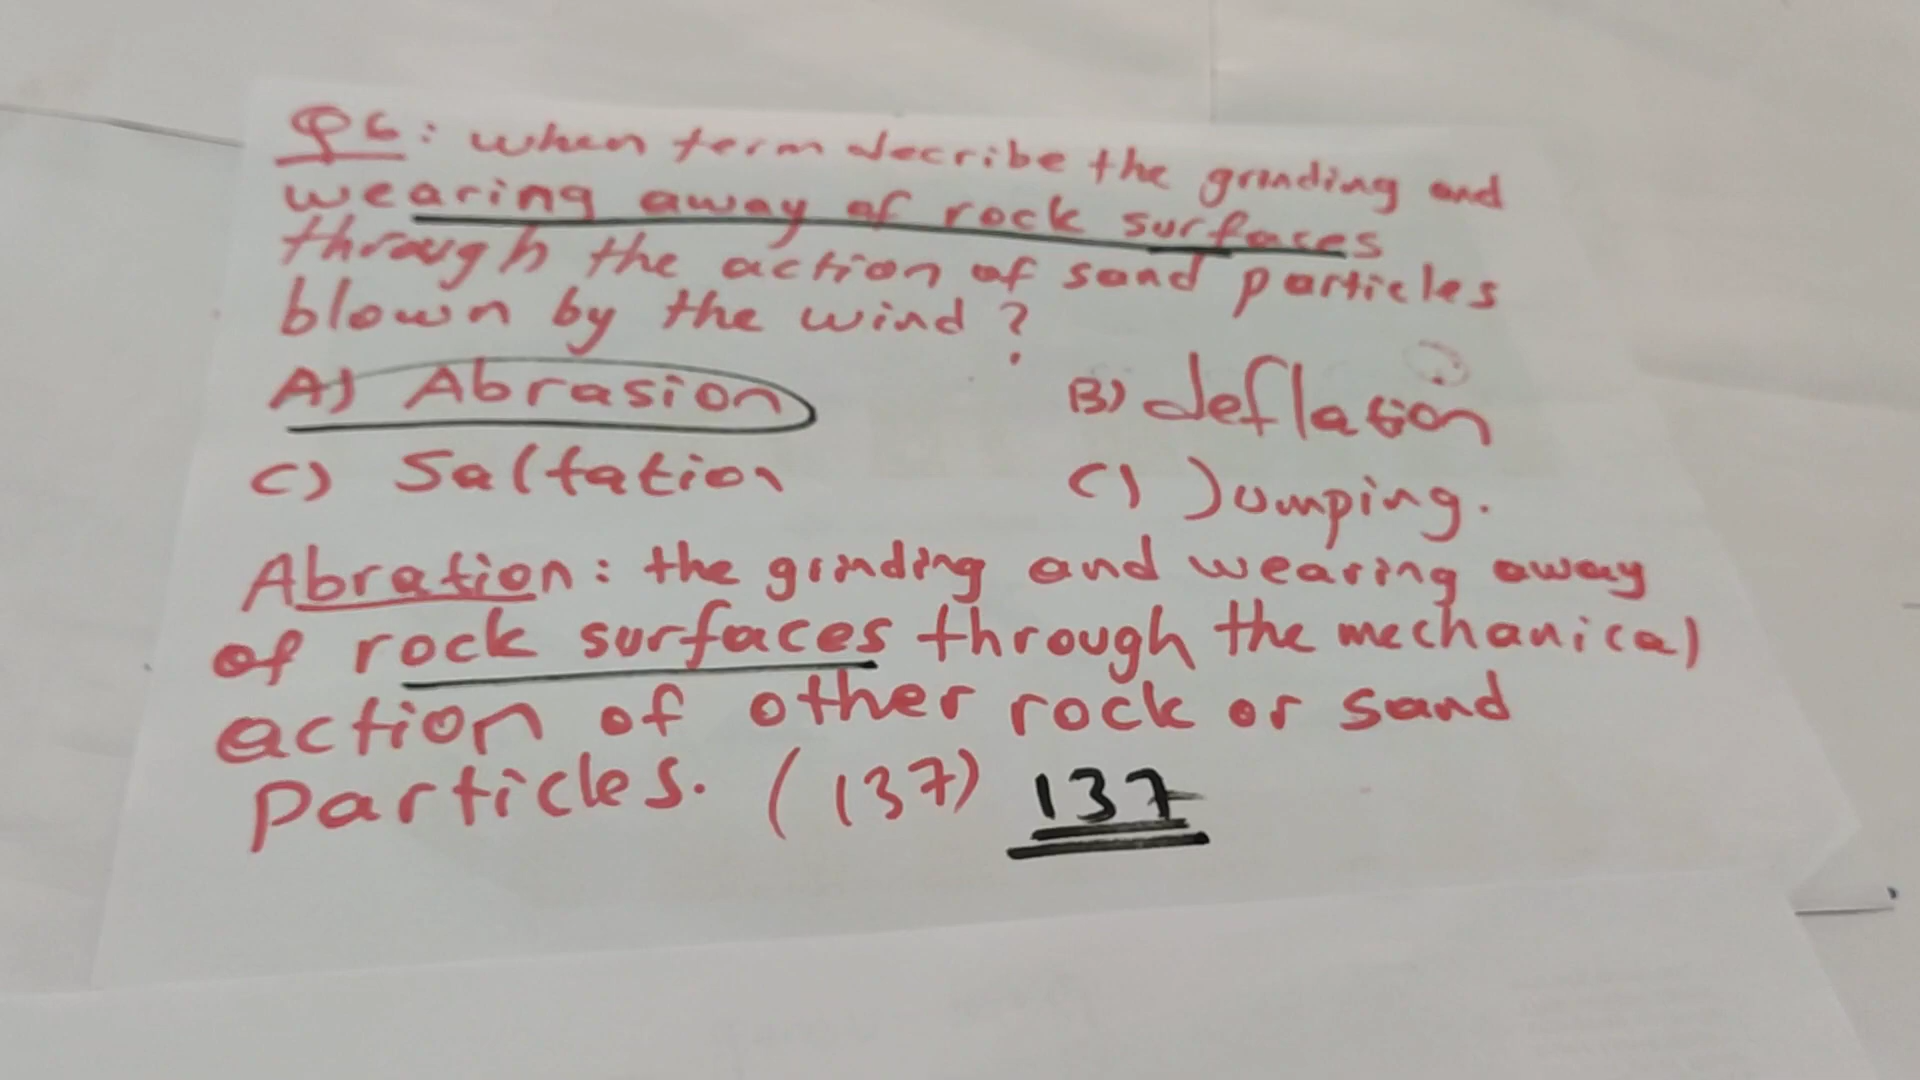 Q6: when term decribe the grinding and
wearing away of rock surfaces
through the action of sand particles
blown by the wind?
A) Abrasion B) deflation
C) Saltation C) Jumping.
Abration: the grinding and wearing away
of rock surfaces through the mechanical
action of other rock or sand
Particles. (137) 137